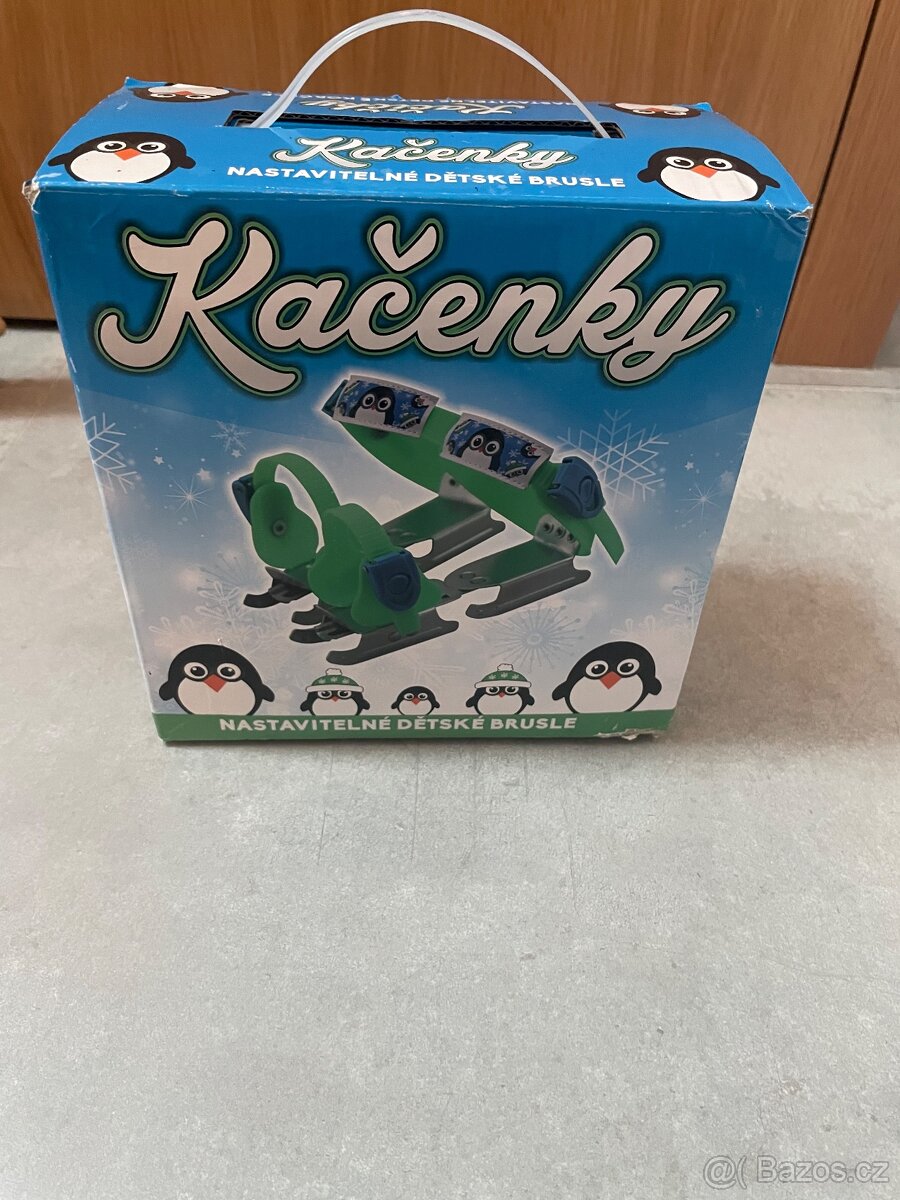 Kačenky
NASTAVITELNÉ DĚTSKÉ BRUSLE
Kačenky
NASTAVITELNÉ DĚTSKÉ BRUSLE
@( Bazos.cz